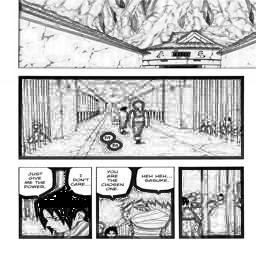 HEH HEH...
SASUKE.
YOU
ARE
THE
CHOSEN
ONE.
I
DON'T
CARE...
JUST
GIVE ME
THE
POWER.